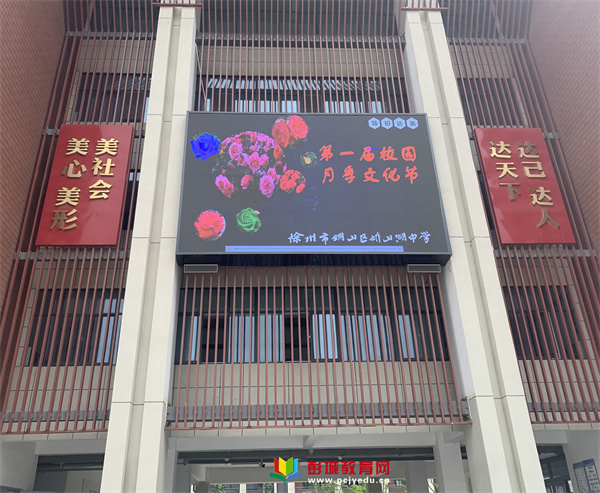 美心 美形
美社会
第一届校园
月季文化节
徐州市铜山区娇山湖中学
达己 达人
达天下
彭城教育网
www.pcjyedu.cn